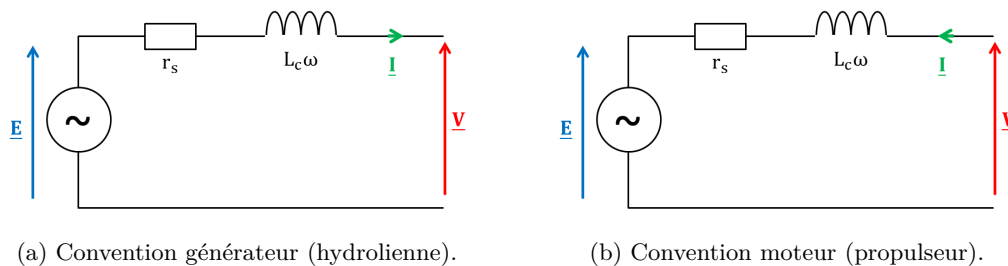 E
r_s
L_cω
I
V
(a) Convention générateur (hydrolienne).
E
r_s
L_cω
I
V
(b) Convention moteur (propulseur).